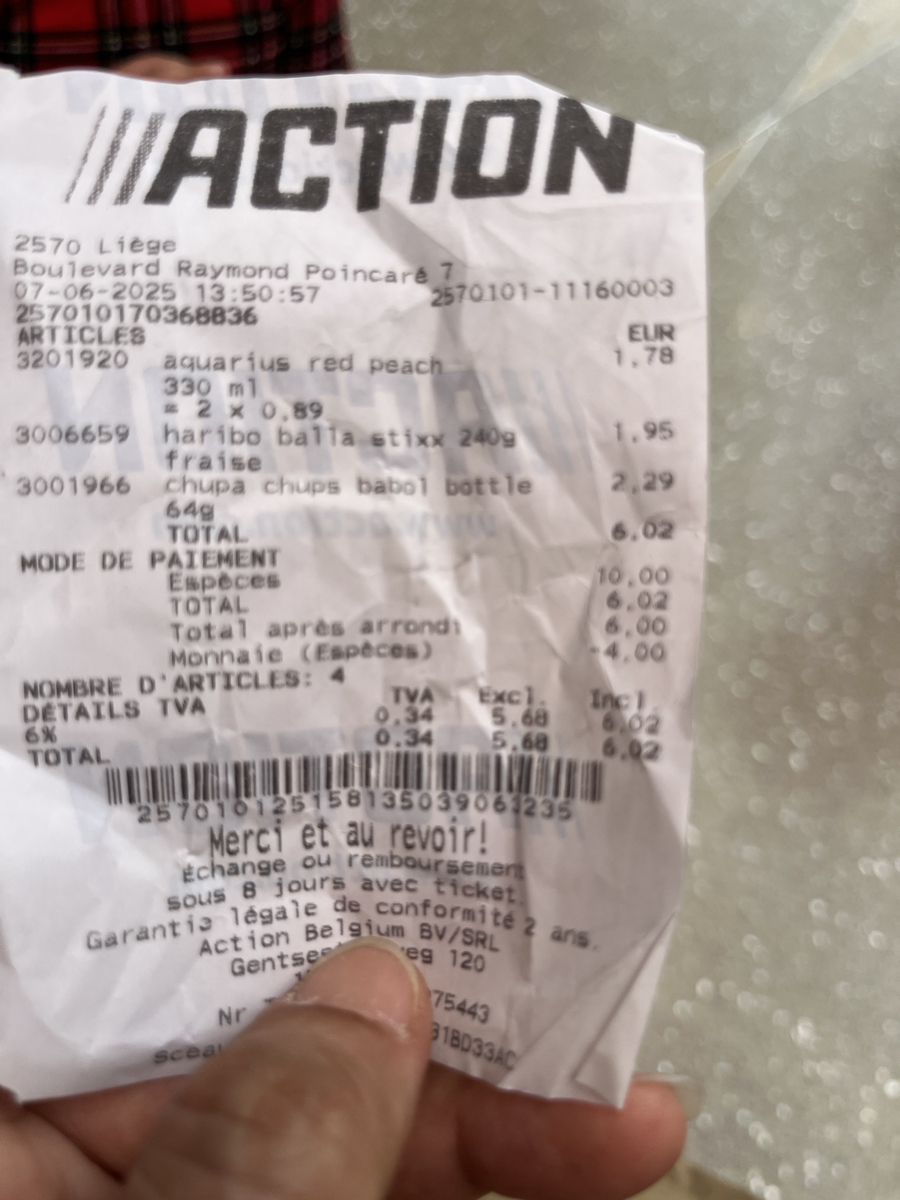 ACTION
2570 Liège
Boulevard Raymond Poincaré 7
07-06-2025 13:50:57 2570101-11160003
257010170368836
ARTICLES EUR
3201920 aquarius red peach 1.78
330 ml
= 2 x 0.89
3006659 haribo balla stixx 240g 1.95
fraise
3001966 chupa chups babol bottle 2.29
64g
TOTAL 6.02
MODE DE PAIEMENT
Espèces 10.00
TOTAL 6.02
Total après arrondi 6.00
Monnaie (Espèces) -4.00
NOMBRE D'ARTICLES: 4
DÉTAILS TVA TVA Excl. Incl.
6% 0.34 5.68 6.02
TOTAL 0.34 5.68 6.02
257010125158135039063235
Merci et au revoir!
Échange ou remboursement
sous 8 jours avec ticket.
Garantie légale de conformité 2 ans.
Action Belgium BV/SRL
120
Nr 75443